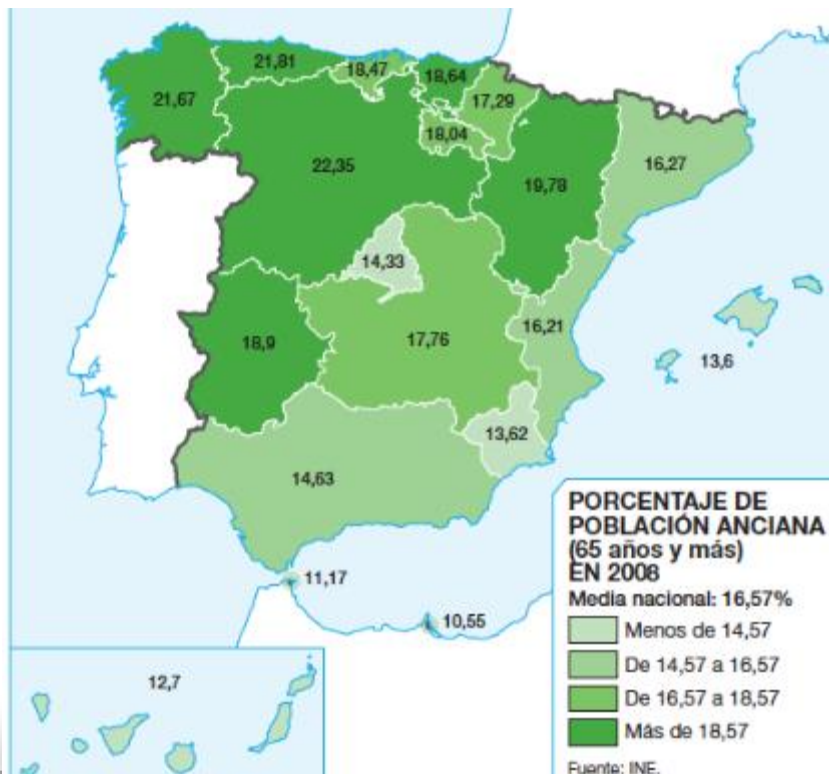 21,81
18,47
18,64
21,67
17,29
18,04
22,35
19,78
16,27
14,33
16,21
18,9
17,76
13,6
13,62
14,63
11,17
10,55
12,7
PORCENTAJE DE
POBLACIÓN ANCIANA
(65 años y más)
EN 2008
Media nacional: 16,57%
Menos de 14,57
De 14,57 a 16,57
De 16,57 a 18,57
Más de 18,57
Fuente: INE.